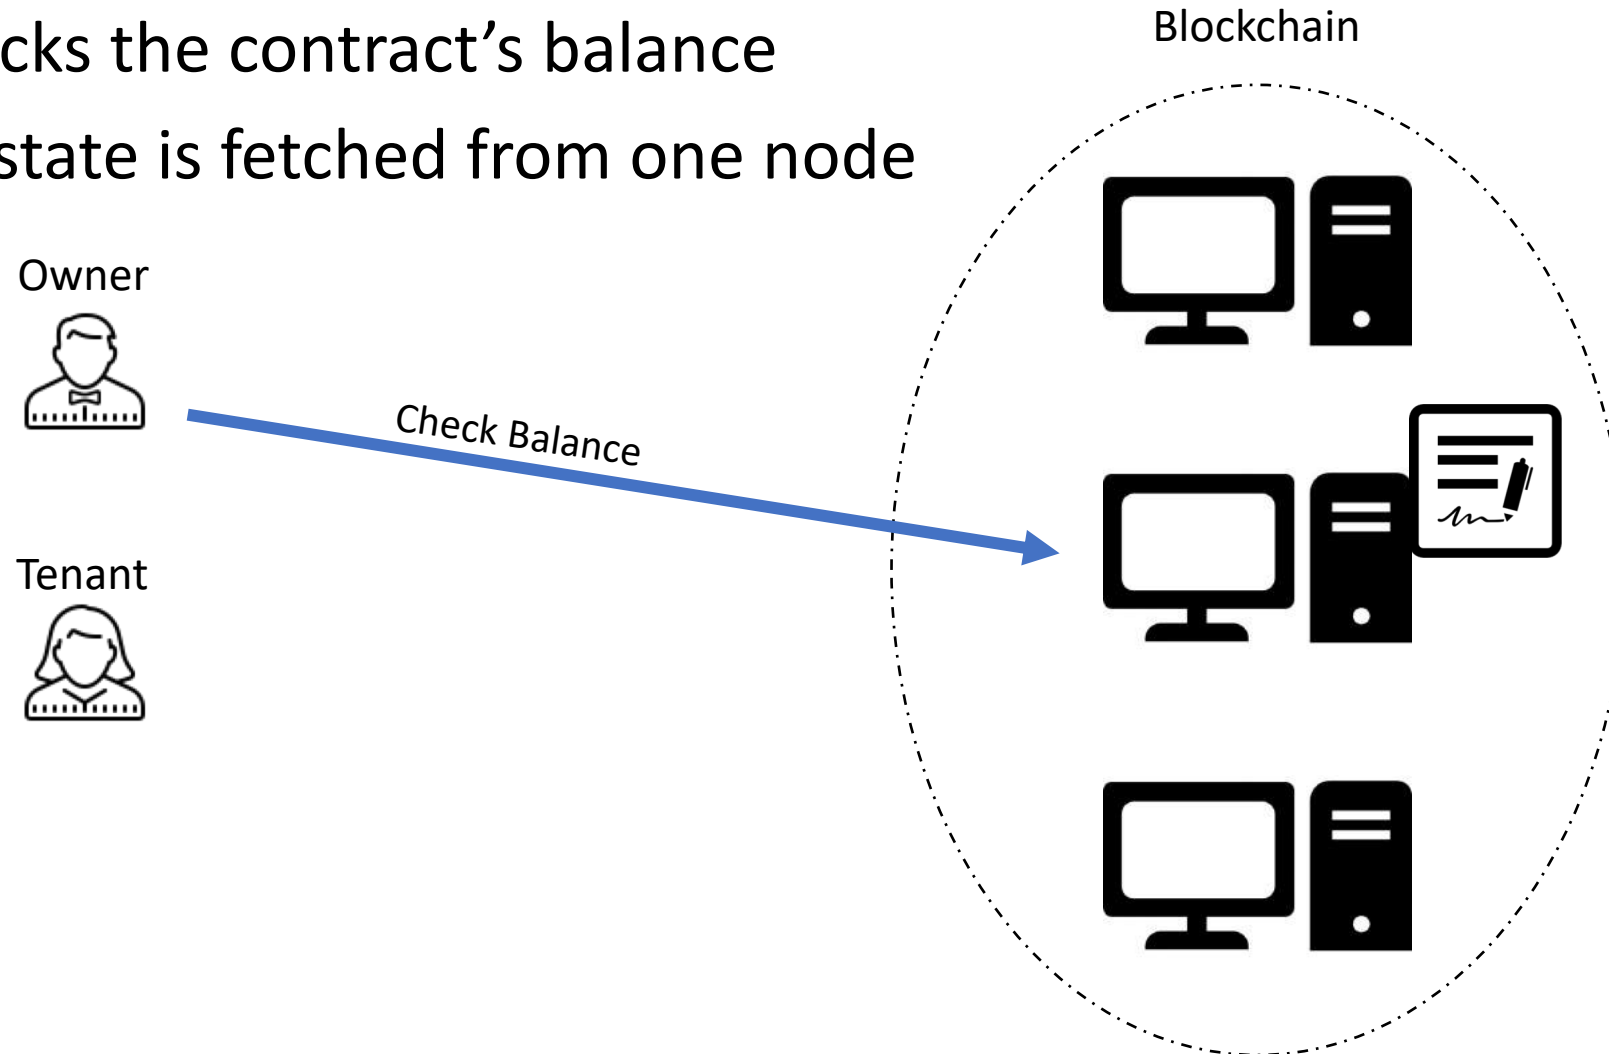 cks the contract’s balance
state is fetched from one node
Blockchain
Owner
Check Balance
Tenant